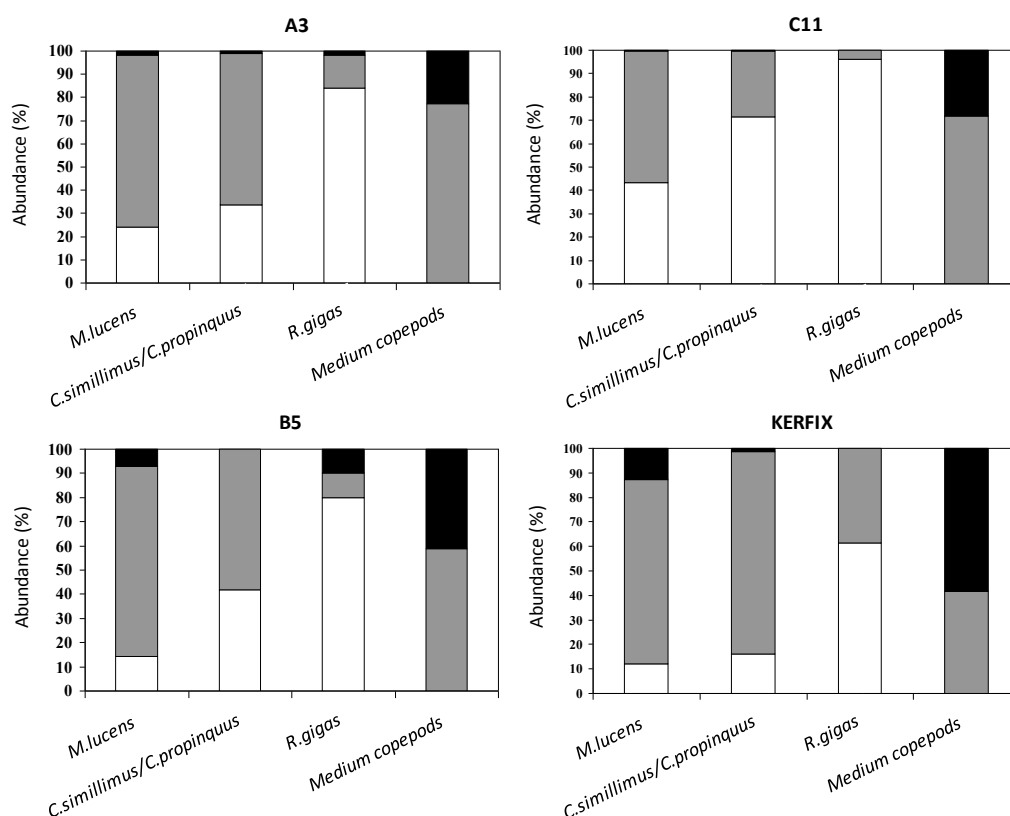 A3
Abundance (%)
100
90
80
70
60
50
40
30
20
10
0
M.lucens
C.simillimus/C.propinquus
R.gigas
Medium copepods
C11
Abundance (%)
100
90
80
70
60
50
40
30
20
10
0
M.lucens
C.simillimus/C.propinquus
R.gigas
Medium copepods
B5
Abundance (%)
100
90
80
70
60
50
40
30
20
10
0
M.lucens
C.simillimus/C.propinquus
R.gigas
Medium copepods
KERFIX
Abundance (%)
100
90
80
70
60
50
40
30
20
10
0
M.lucens
C.simillimus/C.propinquus
R.gigas
Medium copepods